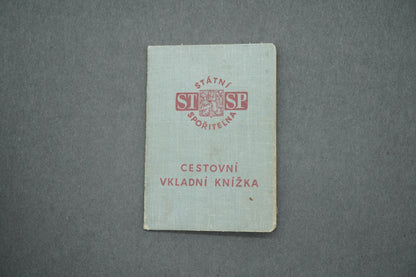 STÁTNÍ
ST SP
SPOŘITELNA
CESTOVNÍ
VKLADNÍ KNÍŽKA